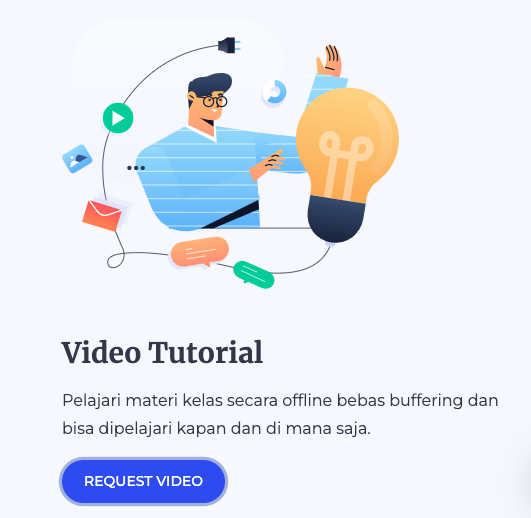 Video Tutorial
Pelajari materi kelas secara offline bebas buffering dan
bisa dipelajari kapan dan di mana saja.
REQUEST VIDEO